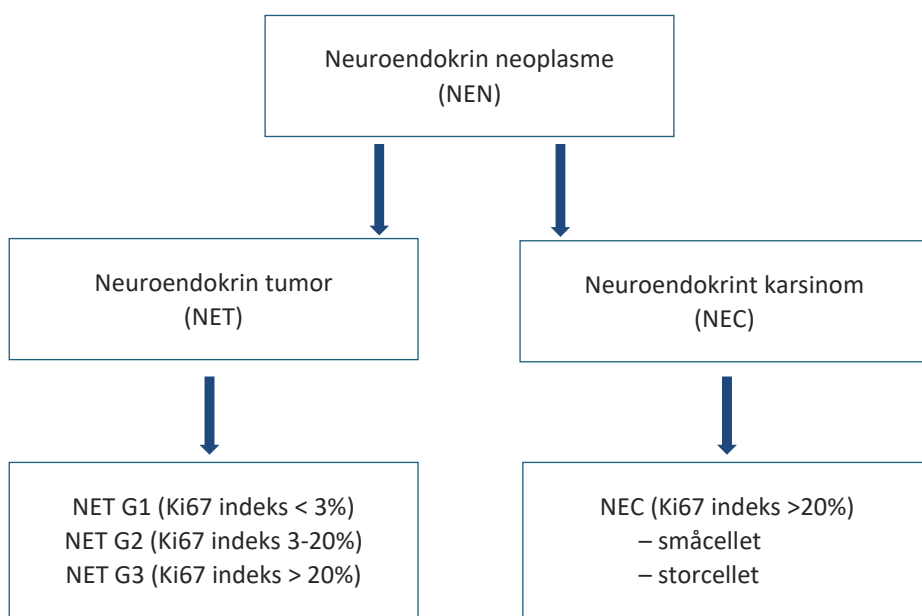 Neuroendokrin neoplasme
(NEN)
Neuroendokrin tumor
(NET)
Neuroendokrint karsinom
(NEC)
NET G1 (Ki67 indeks < 3%)
NET G2 (Ki67 indeks 3-20%)
NET G3 (Ki67 indeks > 20%)
NEC (Ki67 indeks >20%)
– småcellet
– storcellet